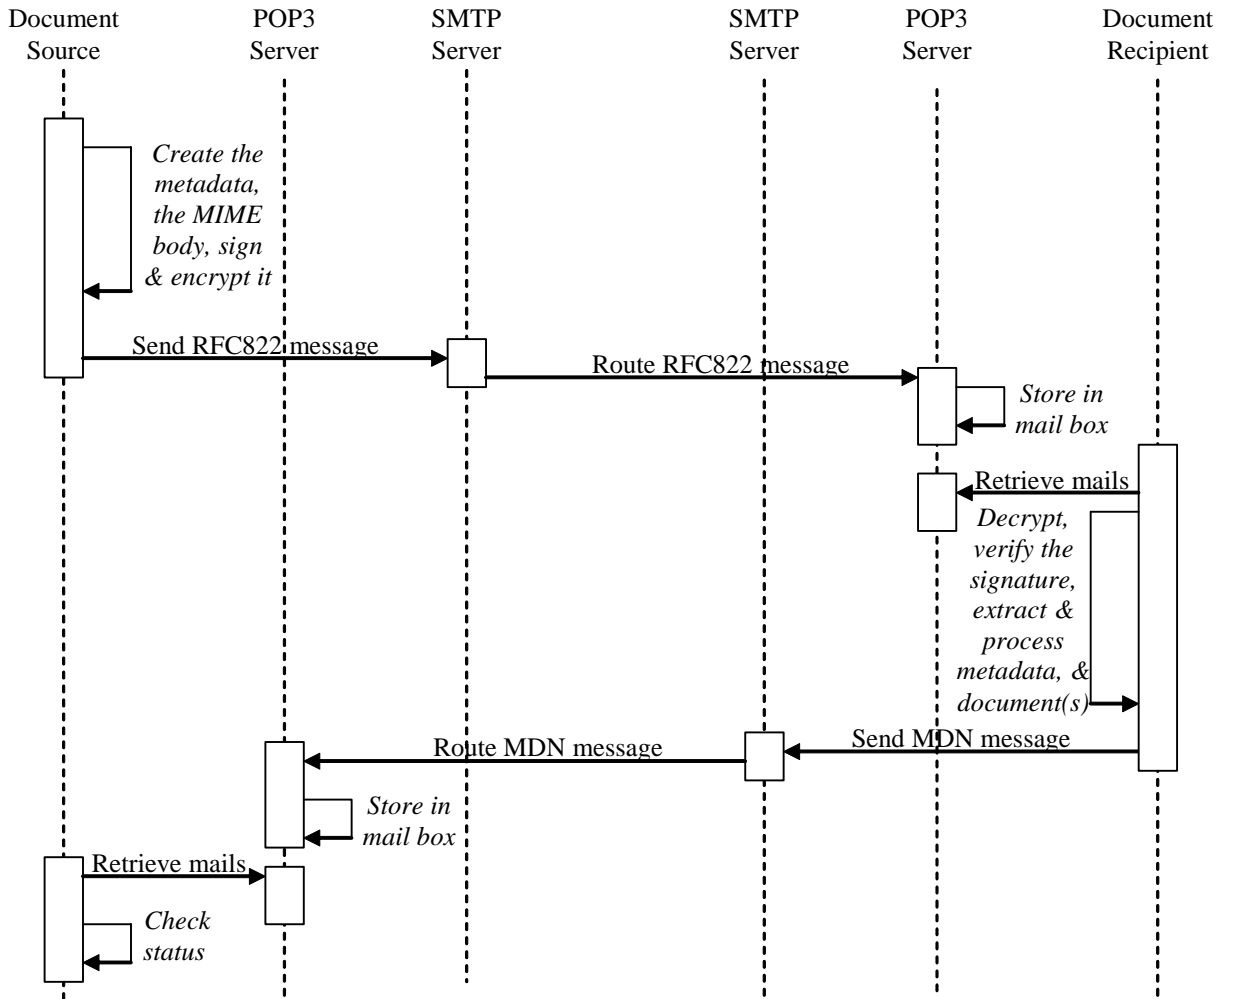 Document
Source
POP3
Server
SMTP
Server
SMTP
Server
POP3
Server
Document
Recipient
Create the
metadata,
the MIME
body, sign
& encrypt it
Send RFC822 message
Route RFC822 message
Store in
mail box
Retrieve mails
Decrypt,
verify the
signature,
extract &
process
metadata, &
document(s)
Send MDN message
Route MDN message
Store in
mail box
Retrieve mails
Check
status